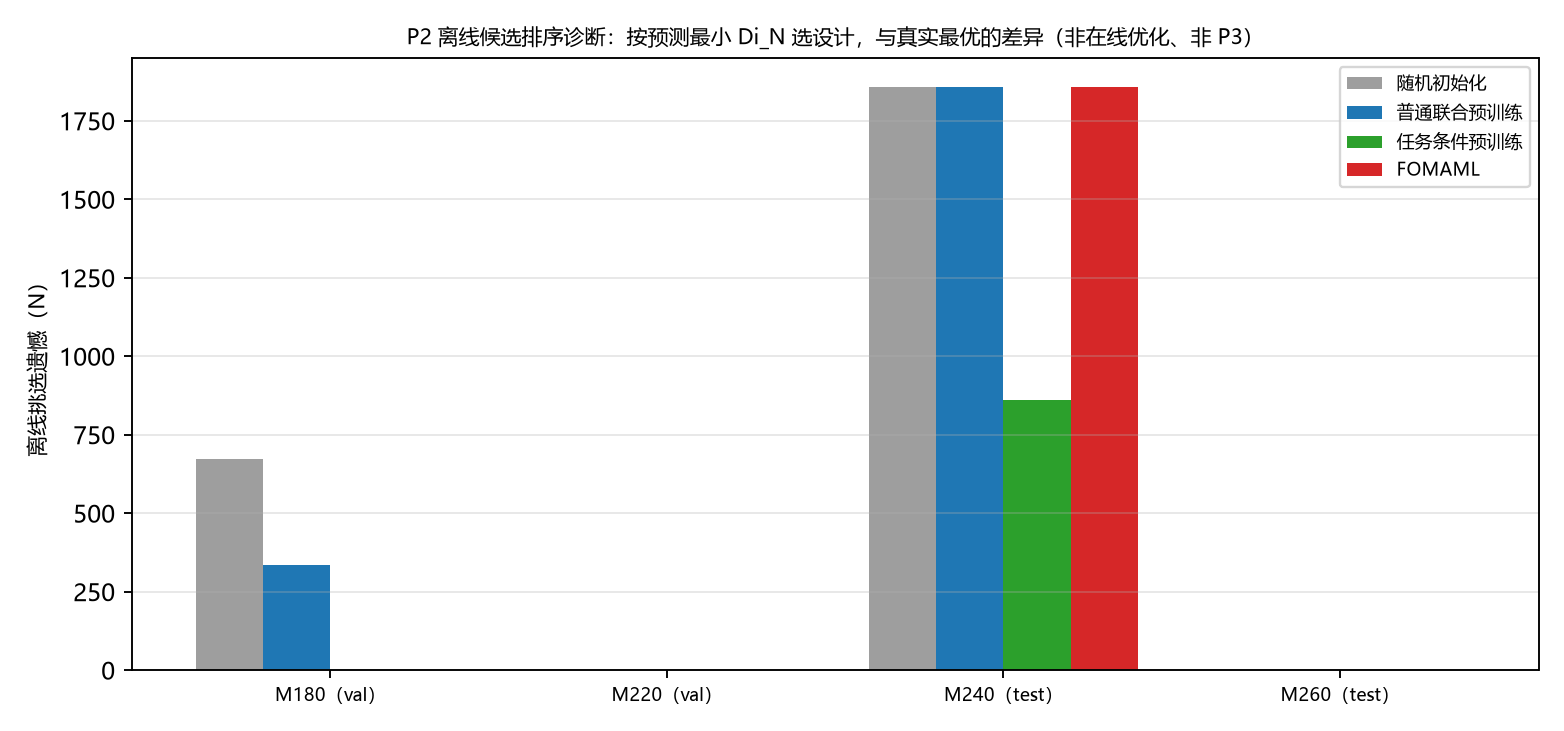 P2 离线候选排序诊断：按预测最小 Di_N 选设计，与真实最优的差异（非在线优化、非 P3）
随机初始化
普通联合预训练
任务条件预训练
FOMAML
离线挑选遗憾（N）
1750
1500
1250
1000
750
500
250
0
M180（val）
M220（val）
M240（test）
M260（test）